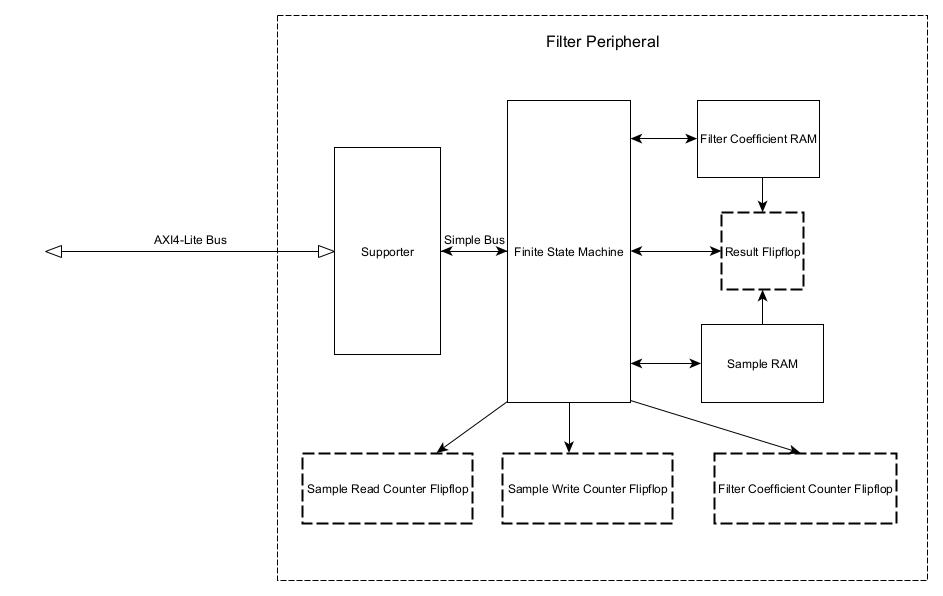 Filter Peripheral
Filter Coefficient RAM
AXI4-Lite Bus
Supporter
Simple Bus
Finite State Machine
Result Flipflop
Sample RAM
Sample Read Counter Flipflop
Sample Write Counter Flipflop
Filter Coefficient Counter Flipflop